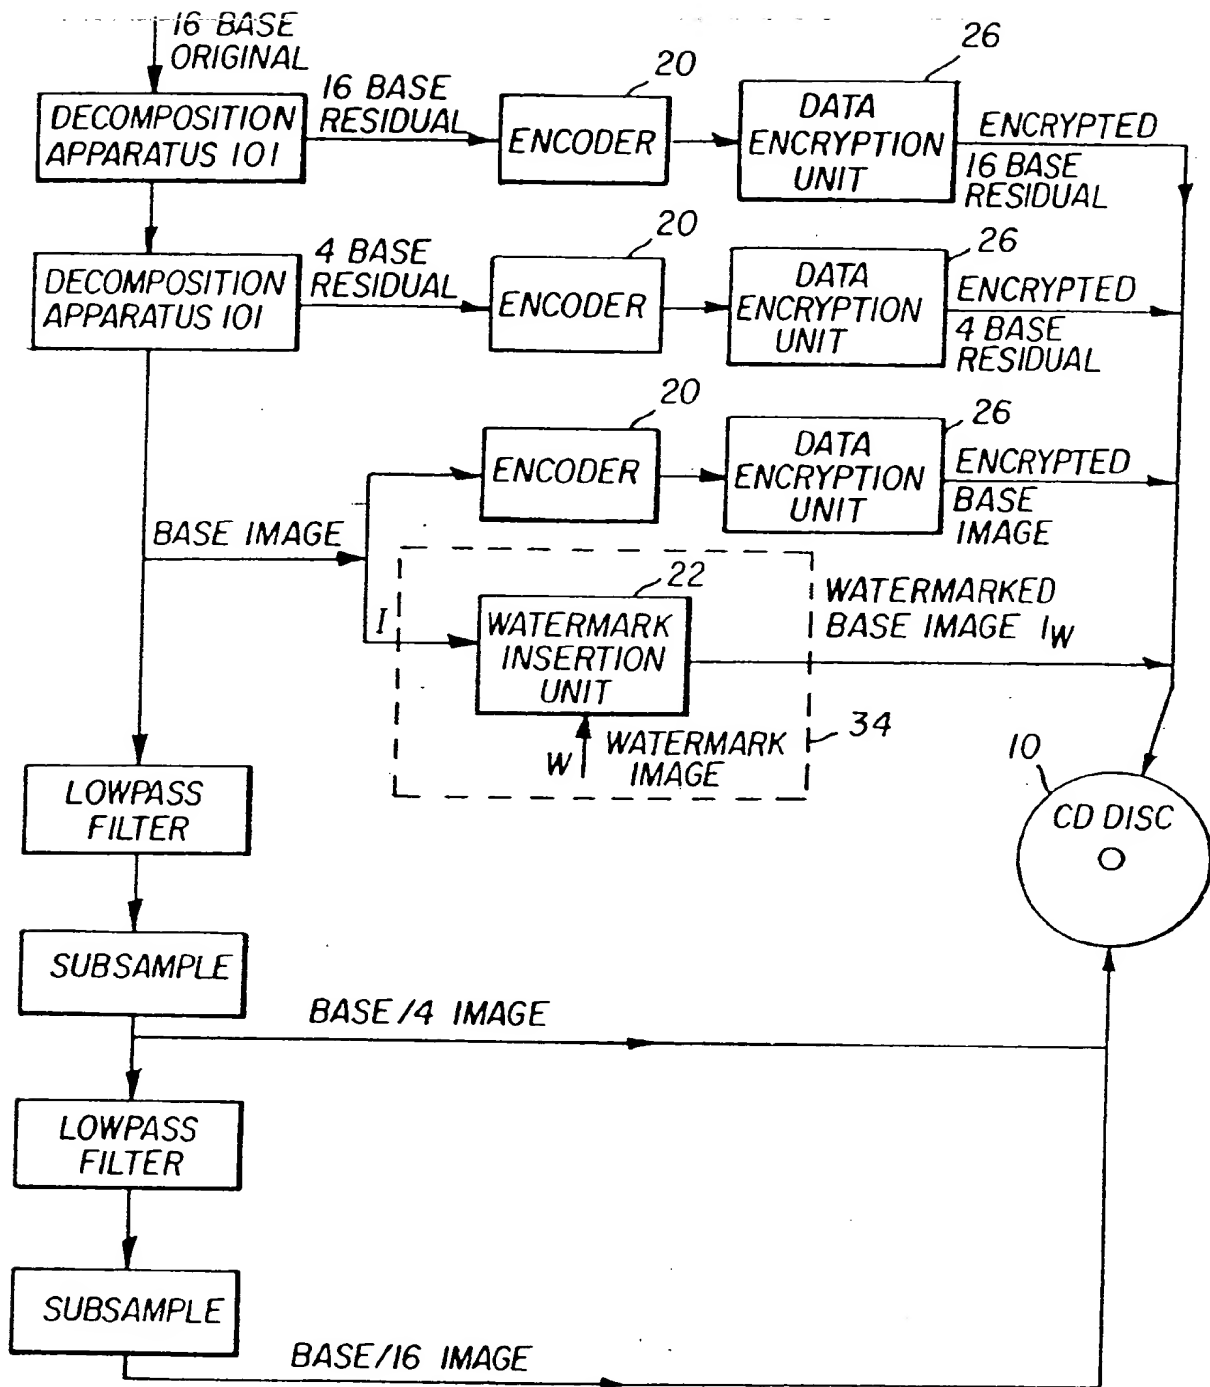 16 BASE
ORIGINAL
DECOMPOSITION
APPARATUS 101
16 BASE
RESIDUAL
20
ENCODER
26
DATA
ENCRYPTION
UNIT
ENCRYPTED
16 BASE
RESIDUAL
DECOMPOSITION
APPARATUS 101
4 BASE
RESIDUAL
20
ENCODER
26
DATA
ENCRYPTION
UNIT
ENCRYPTED
4 BASE
RESIDUAL
20
ENCODER
26
DATA
ENCRYPTION
UNIT
ENCRYPTED
BASE
IMAGE
BASE IMAGE
I
22
WATERMARK
INSERTION
UNIT
WATERMARKED
BASE IMAGE IW
W
WATERMARK
IMAGE
34
10
CD DISC
LOWPASS
FILTER
SUBSAMPLE
BASE/4 IMAGE
LOWPASS
FILTER
SUBSAMPLE
BASE/16 IMAGE